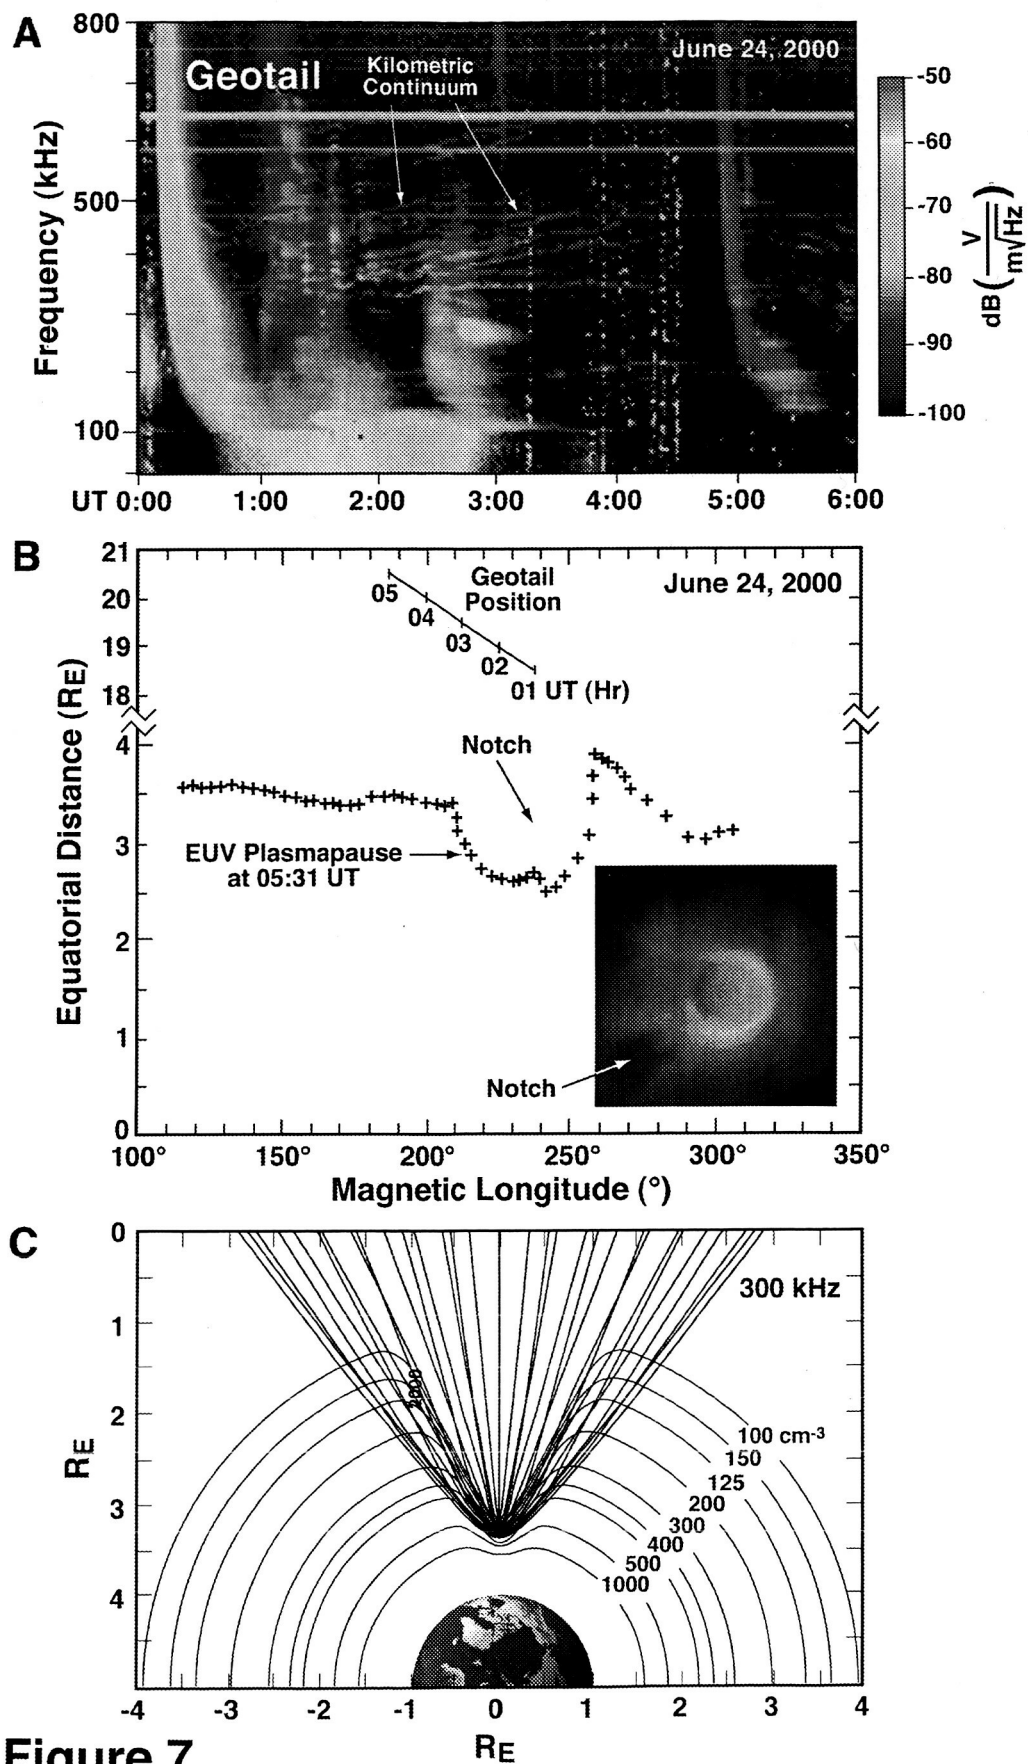 A
800
500
100
Frequency (kHz)
Geotail
Kilometric
Continuum
June 24, 2000
-50
-60
-70
-80
-90
-100
dB ( V / m√Hz )
UT 0:00 1:00 2:00 3:00 4:00 5:00 6:00
B
21
20
19
18
4
3
2
1
0
Equatorial Distance (RE)
Geotail
Position
June 24, 2000
05
04
03
02
01 UT (Hr)
Notch
EUV Plasmapause
at 05:31 UT
Notch
100° 150° 200° 250° 300° 350°
Magnetic Longitude (°)
C
0
1
2
3
4
RE
300 kHz
2000
100 cm-3
150
125
200
300
400
500
1000
-4 -3 -2 -1 0 1 2 3 4
RE
Figure 7